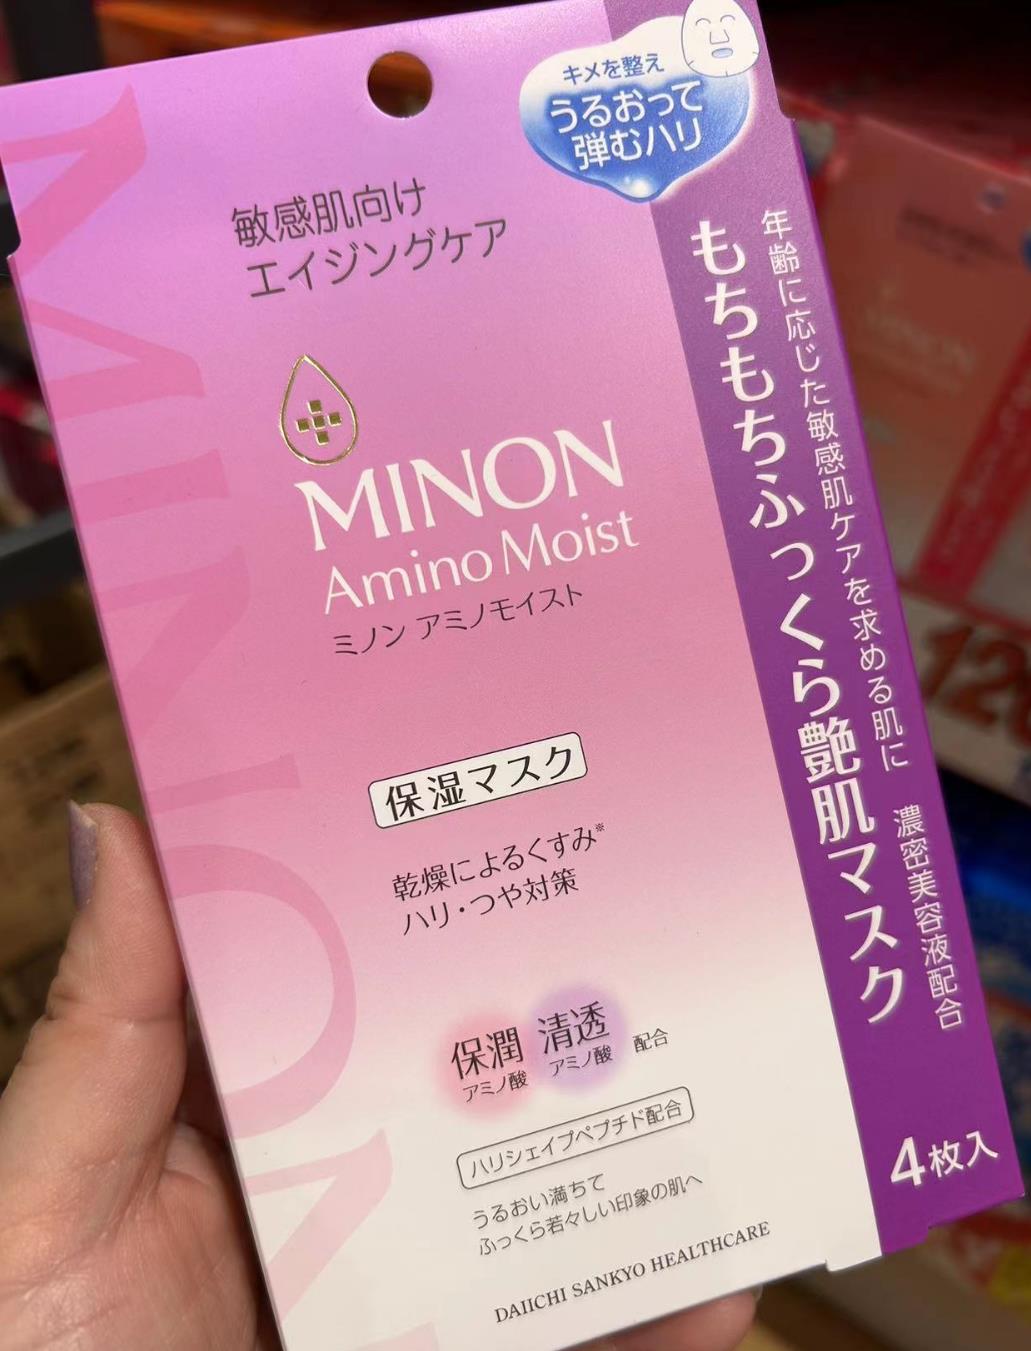 キメを整え
うるおって
弾むハリ
敏感肌向け
エイジングケア
MINON
Amino Moist
ミノン アミノモイスト
保湿マスク
乾燥によるくすみ※
ハリ・つや対策
保潤 清透
アミノ酸 アミノ酸 配合
ハリシェイプペプチド配合
うるおい満ちて
ふっくら若々しい印象の肌へ
DAIICHI SANKYO HEALTHCARE
年齢に応じた敏感肌ケアを求める肌に 濃密美容液配合
もちもちふっくら艶肌マスク
4枚入
MINON
MINON
120